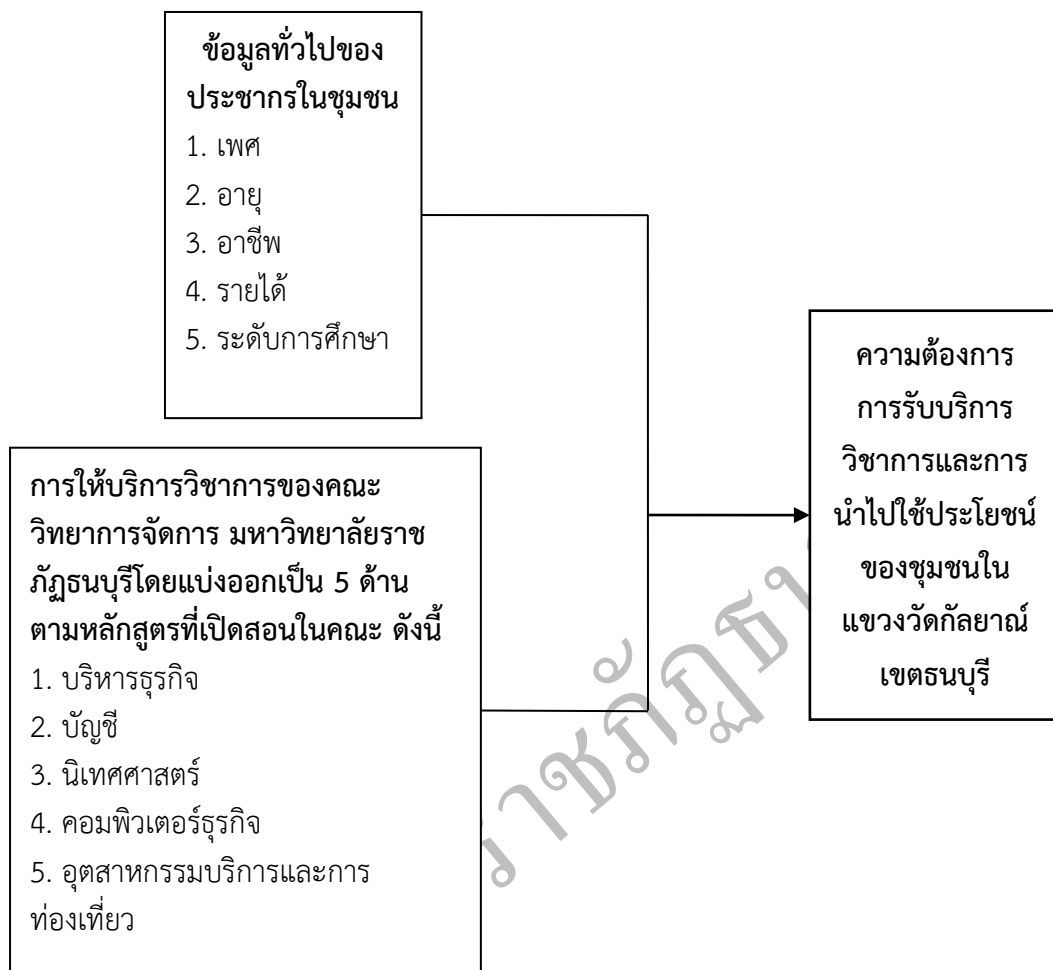 ข้อมูลทั่วไปของ
ประชากรในชุมชน
1. เพศ
2. อายุ
3. อาชีพ
4. รายได้
5. ระดับการศึกษา
การให้บริการวิชาการของคณะ
วิทยาการจัดการ มหาวิทยาลัยราช
ภัฏธนบุรีโดยแบ่งออกเป็น 5 ด้าน
ตามหลักสูตรที่เปิดสอนในคณะ ดังนี้
1. บริหารธุรกิจ
2. บัญชี
3. นิเทศศาสตร์
4. คอมพิวเตอร์ธุรกิจ
5. อุตสาหกรรมบริการและการ
ท่องเที่ยว
ความต้องการ
การรับบริการ
วิชาการและการ
นำไปใช้ประโยชน์
ของชุมชนใน
แขวงวัดกัลยาณ์
เขตธนบุรี